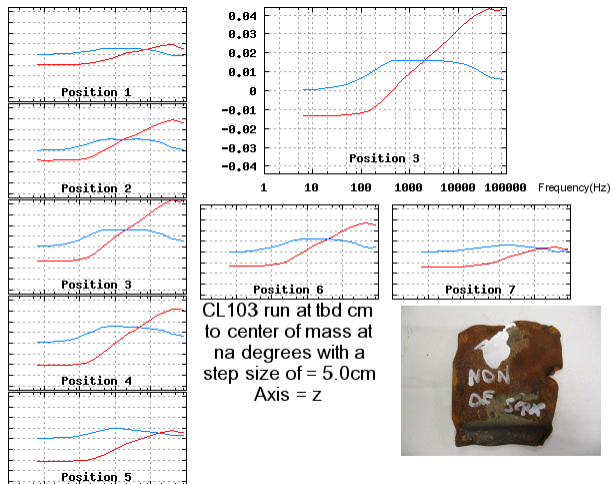 Position 1
Position 2
Position 3
Position 4
Position 5
0.04
0.03
0.02
0.01
0
-0.01
-0.02
-0.03
-0.04
Position 3
1 10 100 1000 10000 100000 Frequency(Hz)
Position 6
Position 7
CL103 run at tbd cm
to center of mass at
na degrees with a
step size of = 5.0cm
Axis = z
NON
DE SCRAP